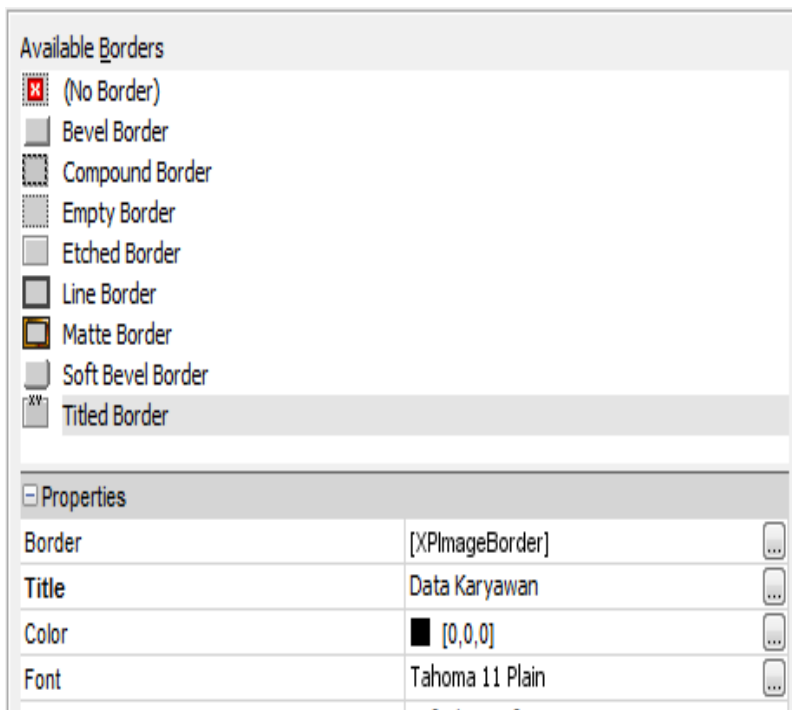 Available Borders
(No Border)
Bevel Border
Compound Border
Empty Border
Etched Border
Line Border
Matte Border
Soft Bevel Border
XY
Titled Border
Properties
Border [XPImageBorder] ...
Title Data Karyawan ...
Color [0,0,0] ...
Font Tahoma 11 Plain ...